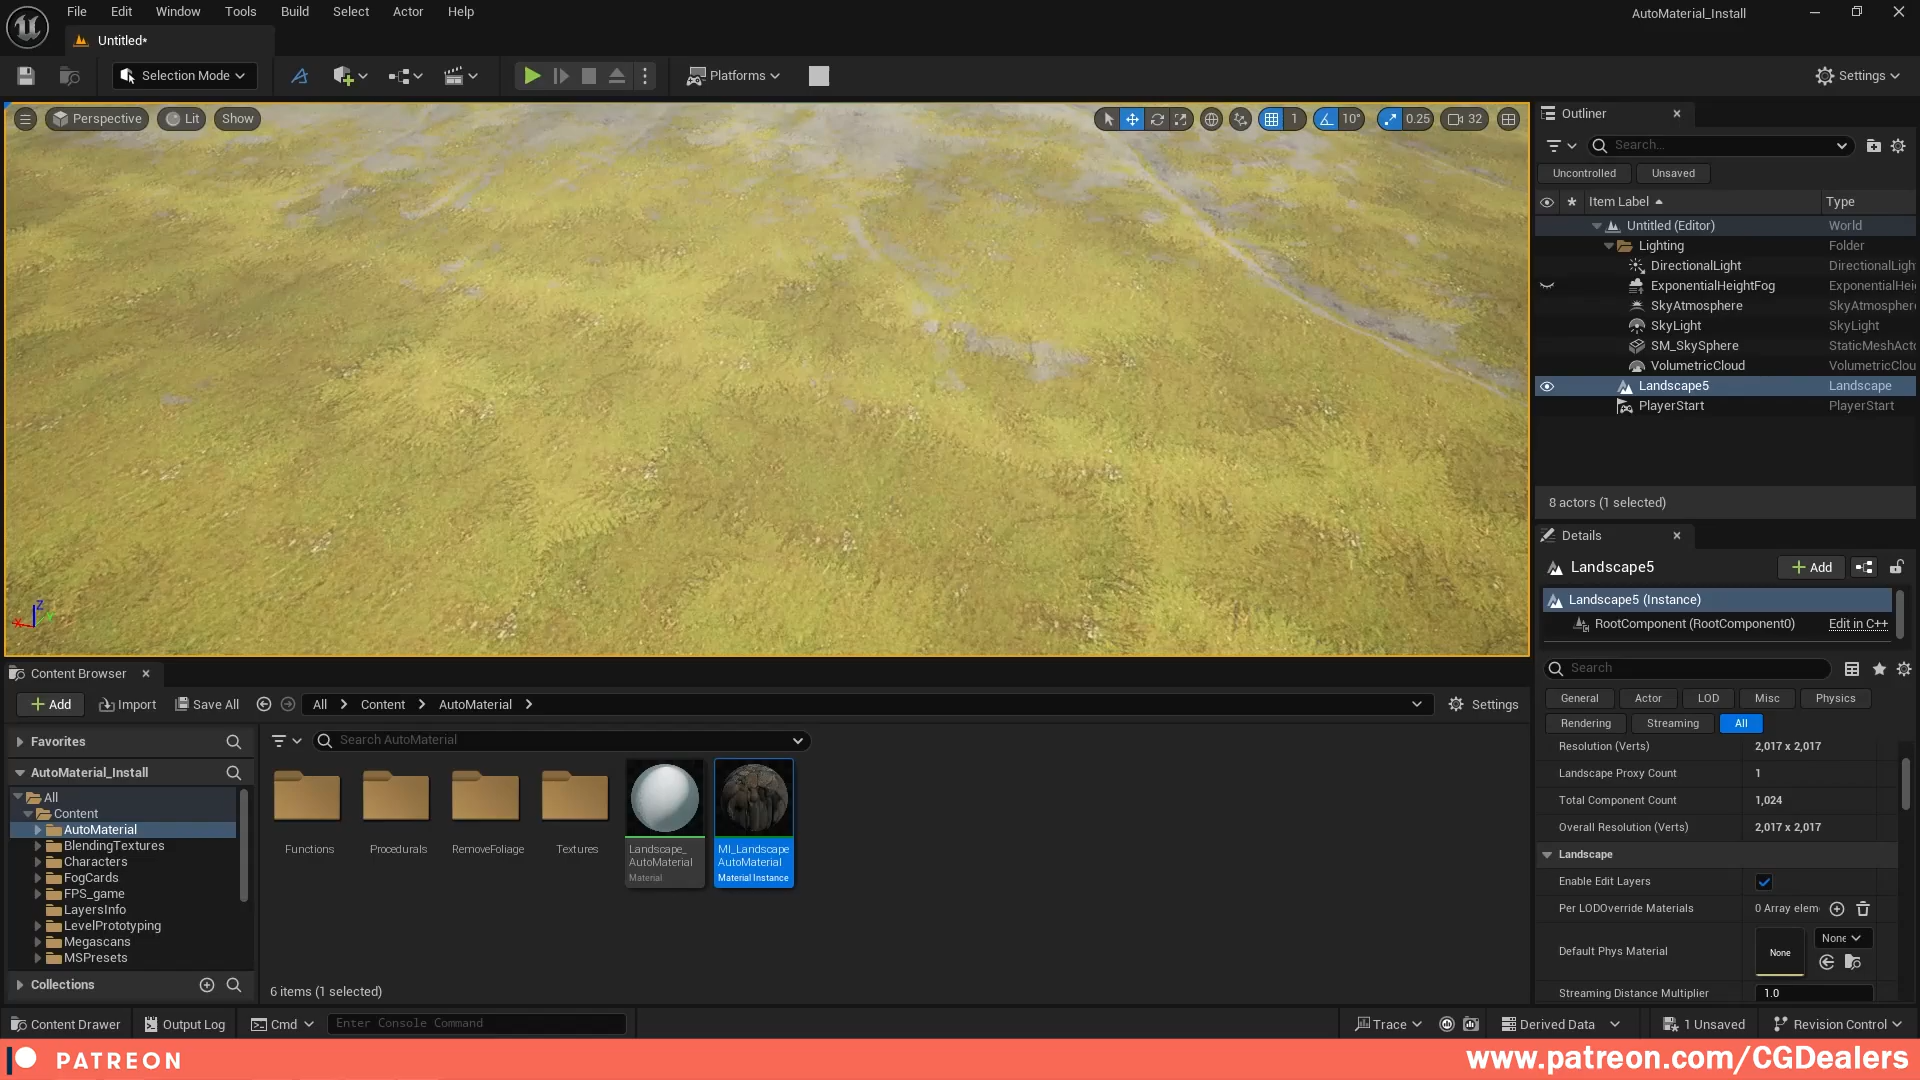 File Edit Window Tools Build Select Actor Help
AutoMaterial_Install
Untitled*
Selection Mode
Platforms
Settings
Perspective Lit Show
1 10° 0.25 32
Outliner
Search...
Uncontrolled Unsaved
Item Label Type
Untitled (Editor) World
Lighting Folder
DirectionalLight DirectionalLigh
ExponentialHeightFog ExponentialHei
SkyAtmosphere SkyAtmosphere
SkyLight SkyLight
SM_SkySphere StaticMeshActo
VolumetricCloud VolumetricClou
Landscape5 Landscape
PlayerStart PlayerStart
8 actors (1 selected)
Details
Landscape5
Add
Landscape5 (Instance)
RootComponent (RootComponent0) Edit in C++
Search
General Actor LOD Misc Physics
Rendering Streaming All
Resolution (Verts) 2,017 x 2,017
Landscape Proxy Count 1
Total Component Count 1,024
Overall Resolution (Verts) 2,017 x 2,017
Landscape
Enable Edit Layers
Per LODOverride Materials 0 Array elem
Default Phys Material None None
Streaming Distance Multiplier 1.0
X Y Z
Content Browser
Add Import Save All All Content AutoMaterial Settings
Favorites
AutoMaterial_Install
All
Content
AutoMaterial
BlendingTextures
Characters
FogCards
FPS_game
LayersInfo
LevelPrototyping
Megascans
MSPresets
Collections
Search AutoMaterial
Functions
Procedurals
RemoveFoliage
Textures
Landscape_
AutoMaterial
Material
MI_Landscape
AutoMaterial
Material Instance
6 items (1 selected)
Content Drawer Output Log Cmd Enter Console Command Trace Derived Data 1 Unsaved Revision Control
PATREON
www.patreon.com/CGDealers